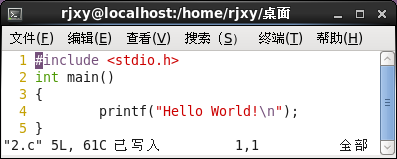 rjxy@localhost:/home/rjxy/桌面
文件(F) 编辑(E) 查看(V) 搜索 (S) 终端(T) 帮助(H)
1 #include <stdio.h>
2 int main()
3 {
4 printf("Hello World!\n");
5 }
"2.c" 5L, 61C 已写入 1,1 全部